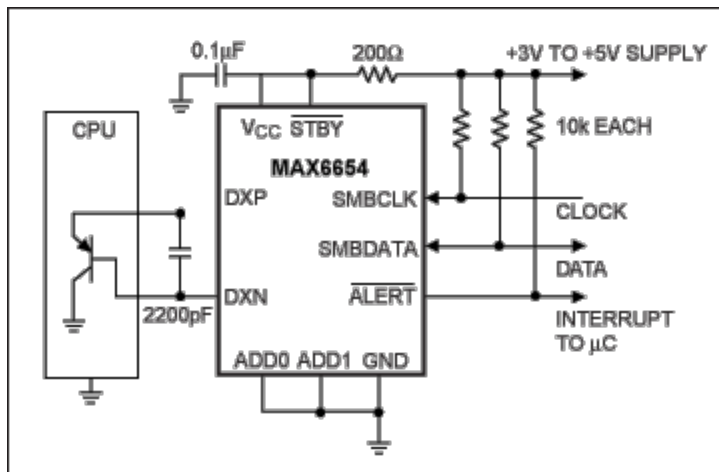 0.1µF
200Ω
+3V TO +5V SUPPLY
CPU
VCC STBY
10k EACH
MAX6654
DXP
SMBCLK
CLOCK
SMBDATA
DATA
2200pF
DXN
ALERT
INTERRUPT
TO µC
ADD0 ADD1 GND